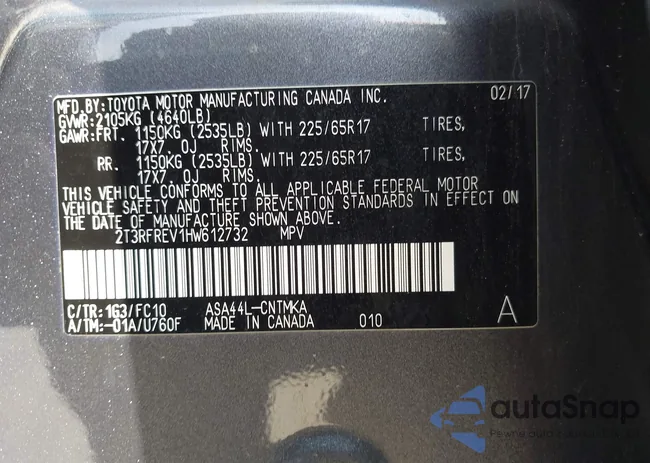 MFD.BY:TOYOTA MOTOR MANUFACTURING CANADA INC. 02/17
GVWR:2105KG (4640LB)
GAWR:FRT. 1150KG (2535LB) WITH 225/65R17 TIRES,
17X7.0J RIMS.
RR. 1150KG (2535LB) WITH 225/65R17 TIRES,
17X7.0J RIMS.
THIS VEHICLE CONFORMS TO ALL APPLICABLE FEDERAL MOTOR
VEHICLE SAFETY AND THEFT PREVENTION STANDARDS IN EFFECT ON
THE DATE OF MANUFACTURE SHOWN ABOVE.
2T3RFREV1HW612732 MPV
C/TR:1G3/FC10 ASA44L-CNTMKA
A/TM:-01A/U760F MADE IN CANADA 010 A
autoSnap
Pewne auta z